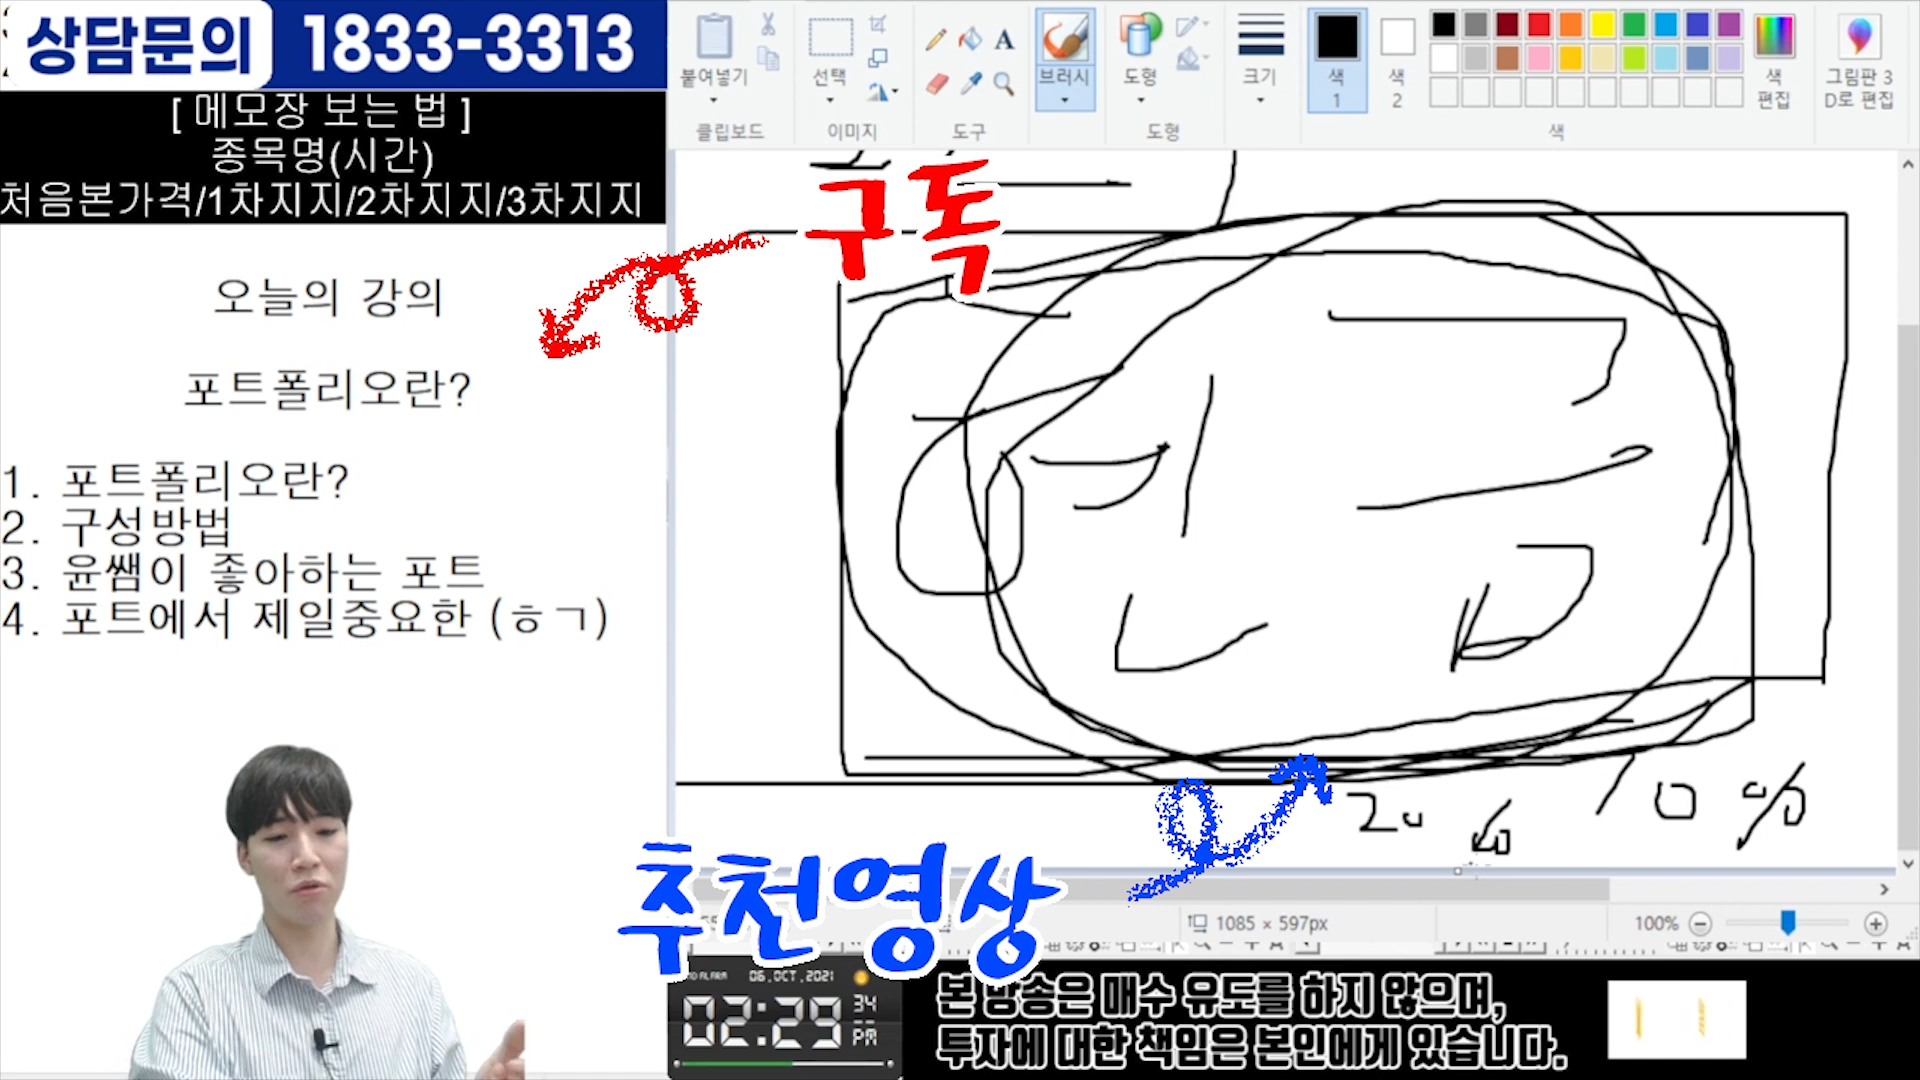 상담문의 1833-3313
[ 메모장 보는 법 ]
종목명(시간)
처음본가격/1차지지/2차지지/3차지지
오늘의 강의
포트폴리오란?
1. 포트폴리오란?
2. 구성방법
3. 윤쌤이 좋아하는 포트
4. 포트에서 제일중요한 (ㅎㄱ)
붙여넣기
선택
브러시
도형
크기
색 1
색 2
색 편집
그림판 3D로 편집
클립보드
이미지
도구
도형
색
구독
추천영상
20 %
10 %
1085 × 597px
100%
06,OCT,2021
02:29 34 PM
본 방송은 매수 유도를 하지 않으며,
투자에 대한 책임은 본인에게 있습니다.